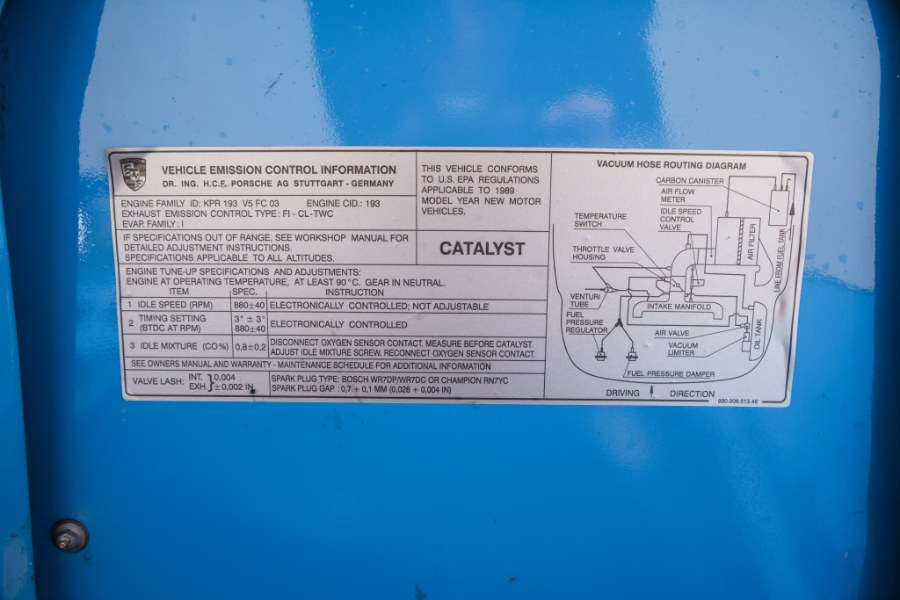 VEHICLE EMISSION CONTROL INFORMATION
DR. ING. H.C.F. PORSCHE AG STUTTGART - GERMANY
ENGINE FAMILY ID: KPR 193 V5 FC 03 ENGINE CID.: 193
EXHAUST EMISSION CONTROL TYPE: FI - CL-TWC
EVAP. FAMILY: I
THIS VEHICLE CONFORMS
TO U.S. EPA REGULATIONS
APPLICABLE TO 1989
MODEL YEAR NEW MOTOR
VEHICLES.
IF SPECIFICATIONS OUT OF RANGE, SEE WORKSHOP MANUAL FOR
DETAILED ADJUSTMENT INSTRUCTIONS.
SPECIFICATIONS APPLICABLE TO ALL ALTITUDES.
CATALYST
ENGINE TUNE-UP SPECIFICATIONS AND ADJUSTMENTS:
ENGINE AT OPERATING TEMPERATURE, AT LEAST 90°C. GEAR IN NEUTRAL.
ITEM SPEC. INSTRUCTION
1 IDLE SPEED (RPM) 880±40 ELECTRONICALLY CONTROLLED; NOT ADJUSTABLE
2 TIMING SETTING 3° ± 3° ELECTRONICALLY CONTROLLED
(BTDC AT RPM) 880±40
3 IDLE MIXTURE (CO%) 0,8±0,2 DISCONNECT OXYGEN SENSOR CONTACT. MEASURE BEFORE CATALYST.
ADJUST IDLE MIXTURE SCREW. RECONNECT OXYGEN SENSOR CONTACT.
SEE OWNERS MANUAL AND WARRANTY - MAINTENANCE SCHEDULE FOR ADDITIONAL INFORMATION
VALVE LASH: INT. 0,004
EXH. ± 0,002 IN
SPARK PLUG TYPE: BOSCH WR7DP/WR7DC OR CHAMPION RN7YC
SPARK PLUG GAP : 0,7 + 0,1 MM (0,028 + 0,004 IN)
VACUUM HOSE ROUTING DIAGRAM
CARBON CANISTER
AIR FLOW
METER
IDLE SPEED
CONTROL
VALVE
TEMPERATURE
SWITCH
THROTTLE VALVE
HOUSING
AIR FILTER
LINE FROM FUEL TANK
VENTURI
TUBE
INTAKE MANIFOLD
FUEL
PRESSURE
REGULATOR
AIR VALVE
VACUUM
LIMITER
OIL TANK
FUEL PRESSURE DAMPER
DRIVING DIRECTION